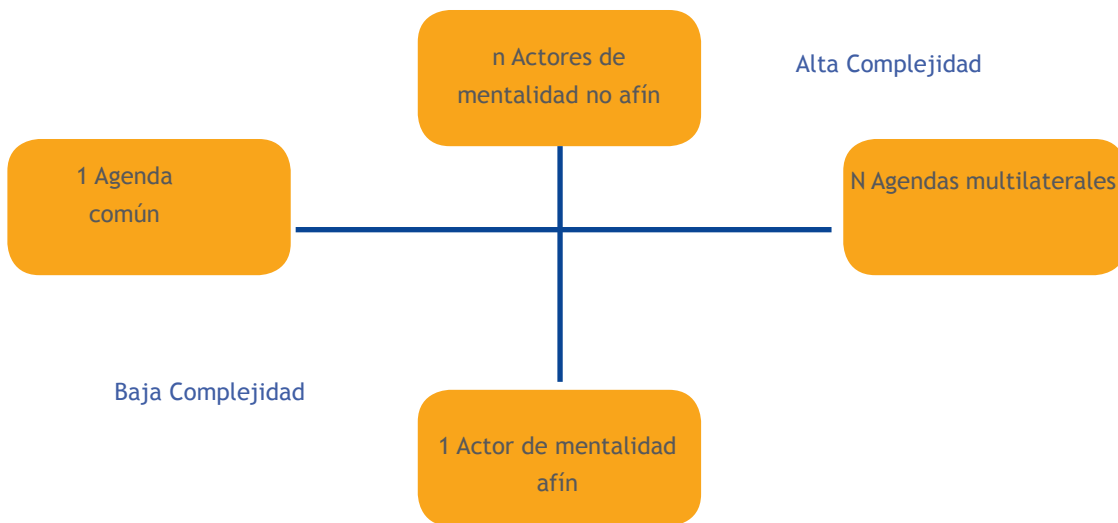 n Actores de
mentalidad no afín
Alta Complejidad
1 Agenda
común
N Agendas multilaterales
Baja Complejidad
1 Actor de mentalidad
afín